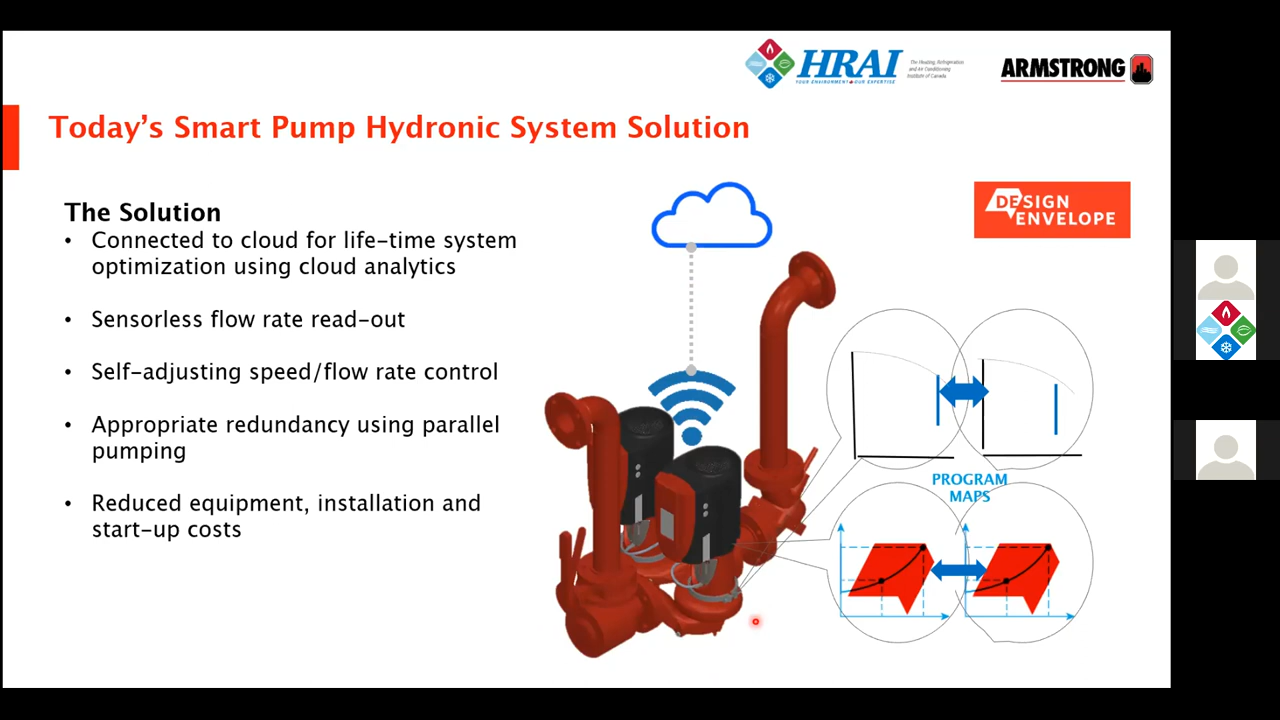 HRAI
The Heating, Refrigeration
and Air Conditioning
Institute of Canada
YOUR ENVIRONMENT OUR EXPERTISE
ARMSTRONG
Today’s Smart Pump Hydronic System Solution
DESIGN
ENVELOPE
The Solution
• Connected to cloud for life-time system
optimization using cloud analytics
• Sensorless flow rate read-out
• Self-adjusting speed/flow rate control
• Appropriate redundancy using parallel
pumping
• Reduced equipment, installation and
start-up costs
PROGRAM
MAPS